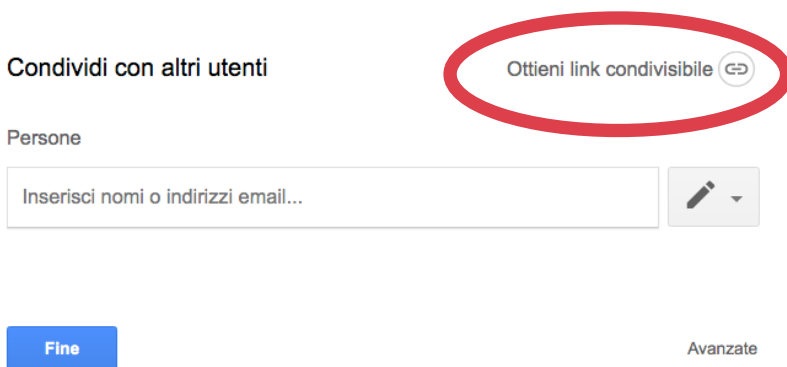 Condividi con altri utenti
Ottieni link condivisibile
Persone
Inserisci nomi o indirizzi email...
Fine
Avanzate